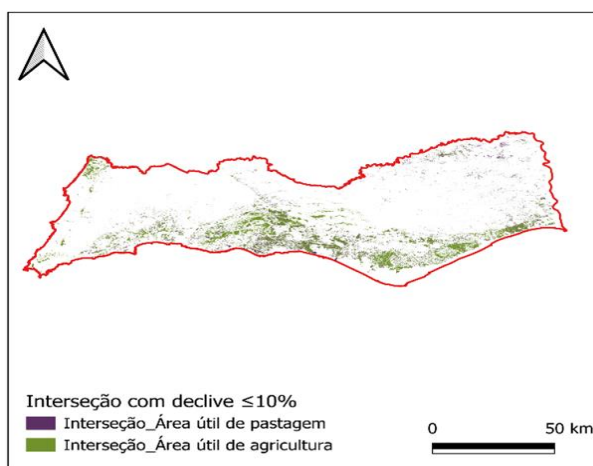 Interseção com declive ≤10%
Interseção_Área útil de pastagem
Interseção_Área útil de agricultura
0 50 km